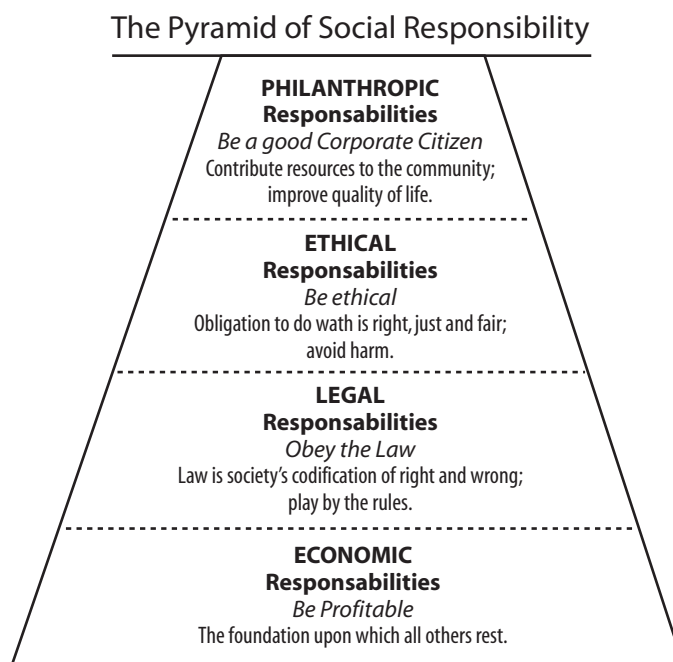 The Pyramid of Social Responsibility
PHILANTHROPIC
Responsabilities
Be a good Corporate Citizen
Contribute resources to the community;
improve quality of life.
ETHICAL
Responsabilities
Be ethical
Obligation to do wath is right, just and fair;
avoid harm.
LEGAL
Responsabilities
Obey the Law
Law is society's codification of right and wrong;
play by the rules.
ECONOMIC
Responsabilities
Be Profitable
The foundation upon which all others rest.